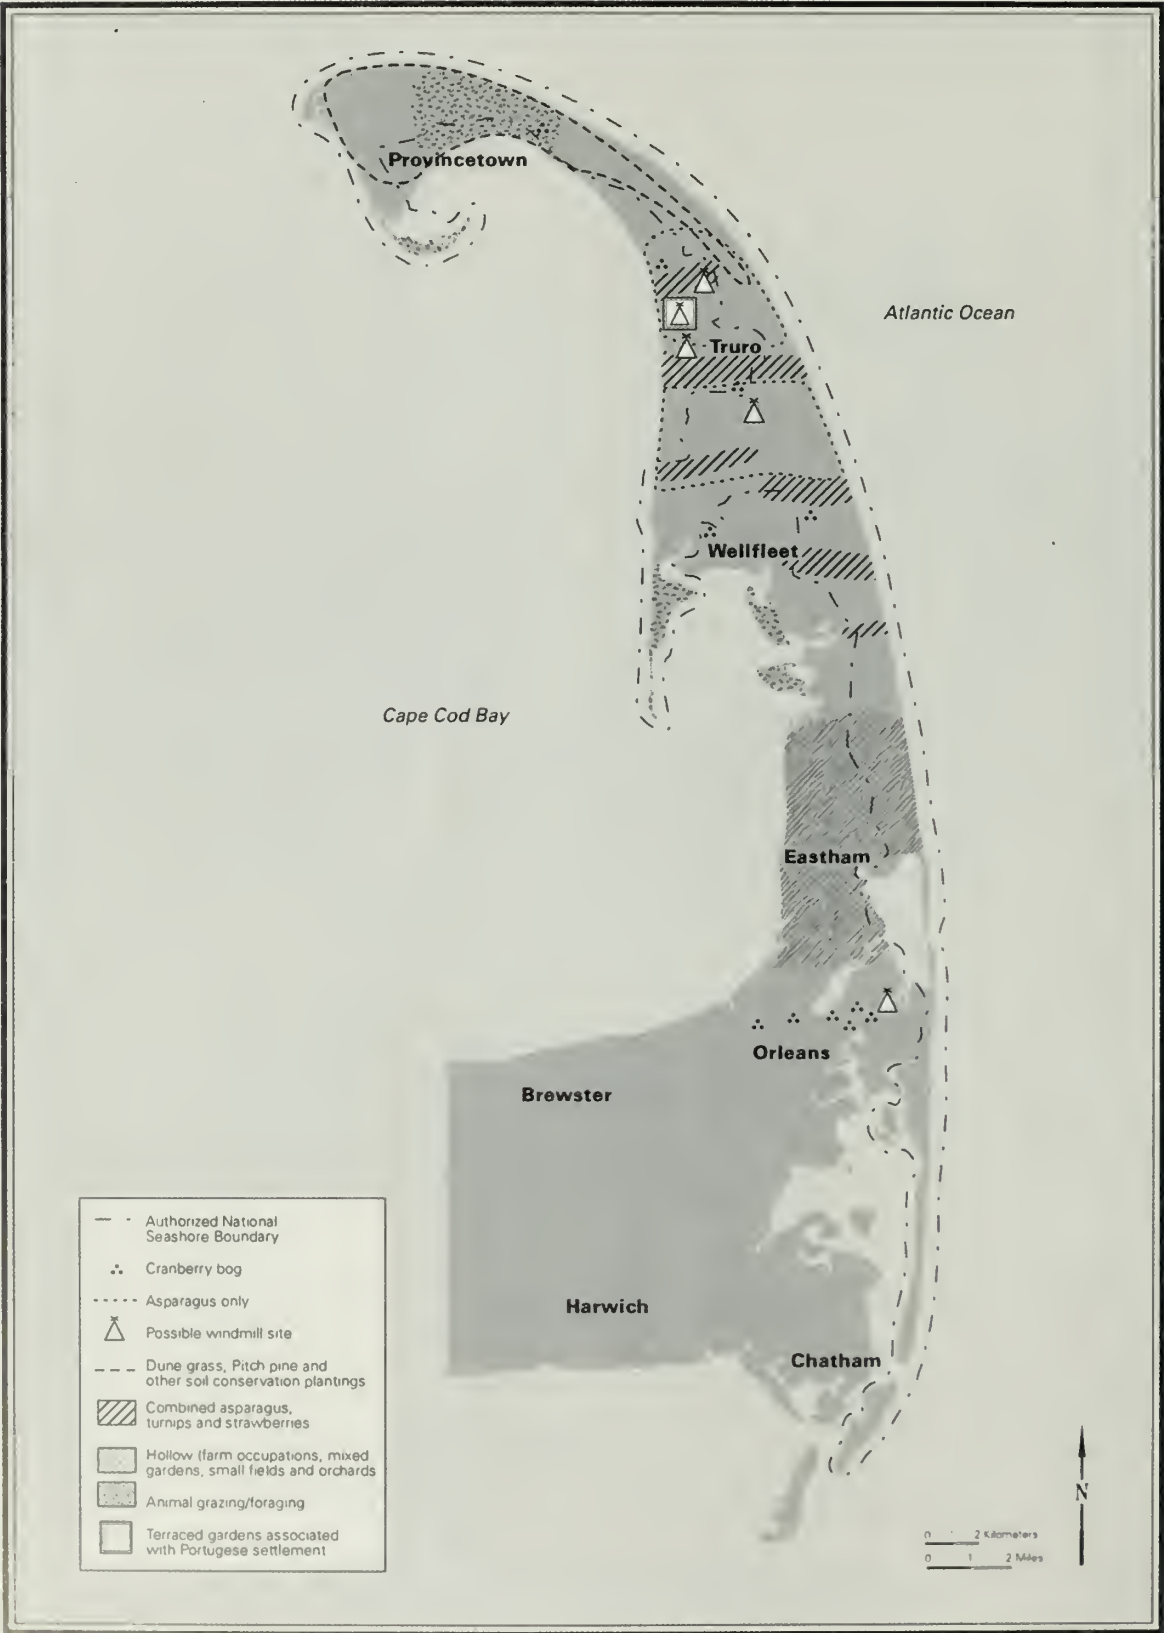 Provincetown
Atlantic Ocean
Truro
Wellfleet
Cape Cod Bay
Eastham
Orleans
Brewster
Harwich
Chatham
Authorized National
Seashore Boundary
Cranberry bog
Asparagus only
Possible windmill site
Dune grass, Pitch pine and
other soil conservation plantings
Combined asparagus,
turnips and strawberries
Hollow (farm occupations, mixed
gardens, small fields and orchards
Animal grazing/foraging
Terraced gardens associated
with Portugese settlement
N
0 2 Kilometers
0 1 2 Miles